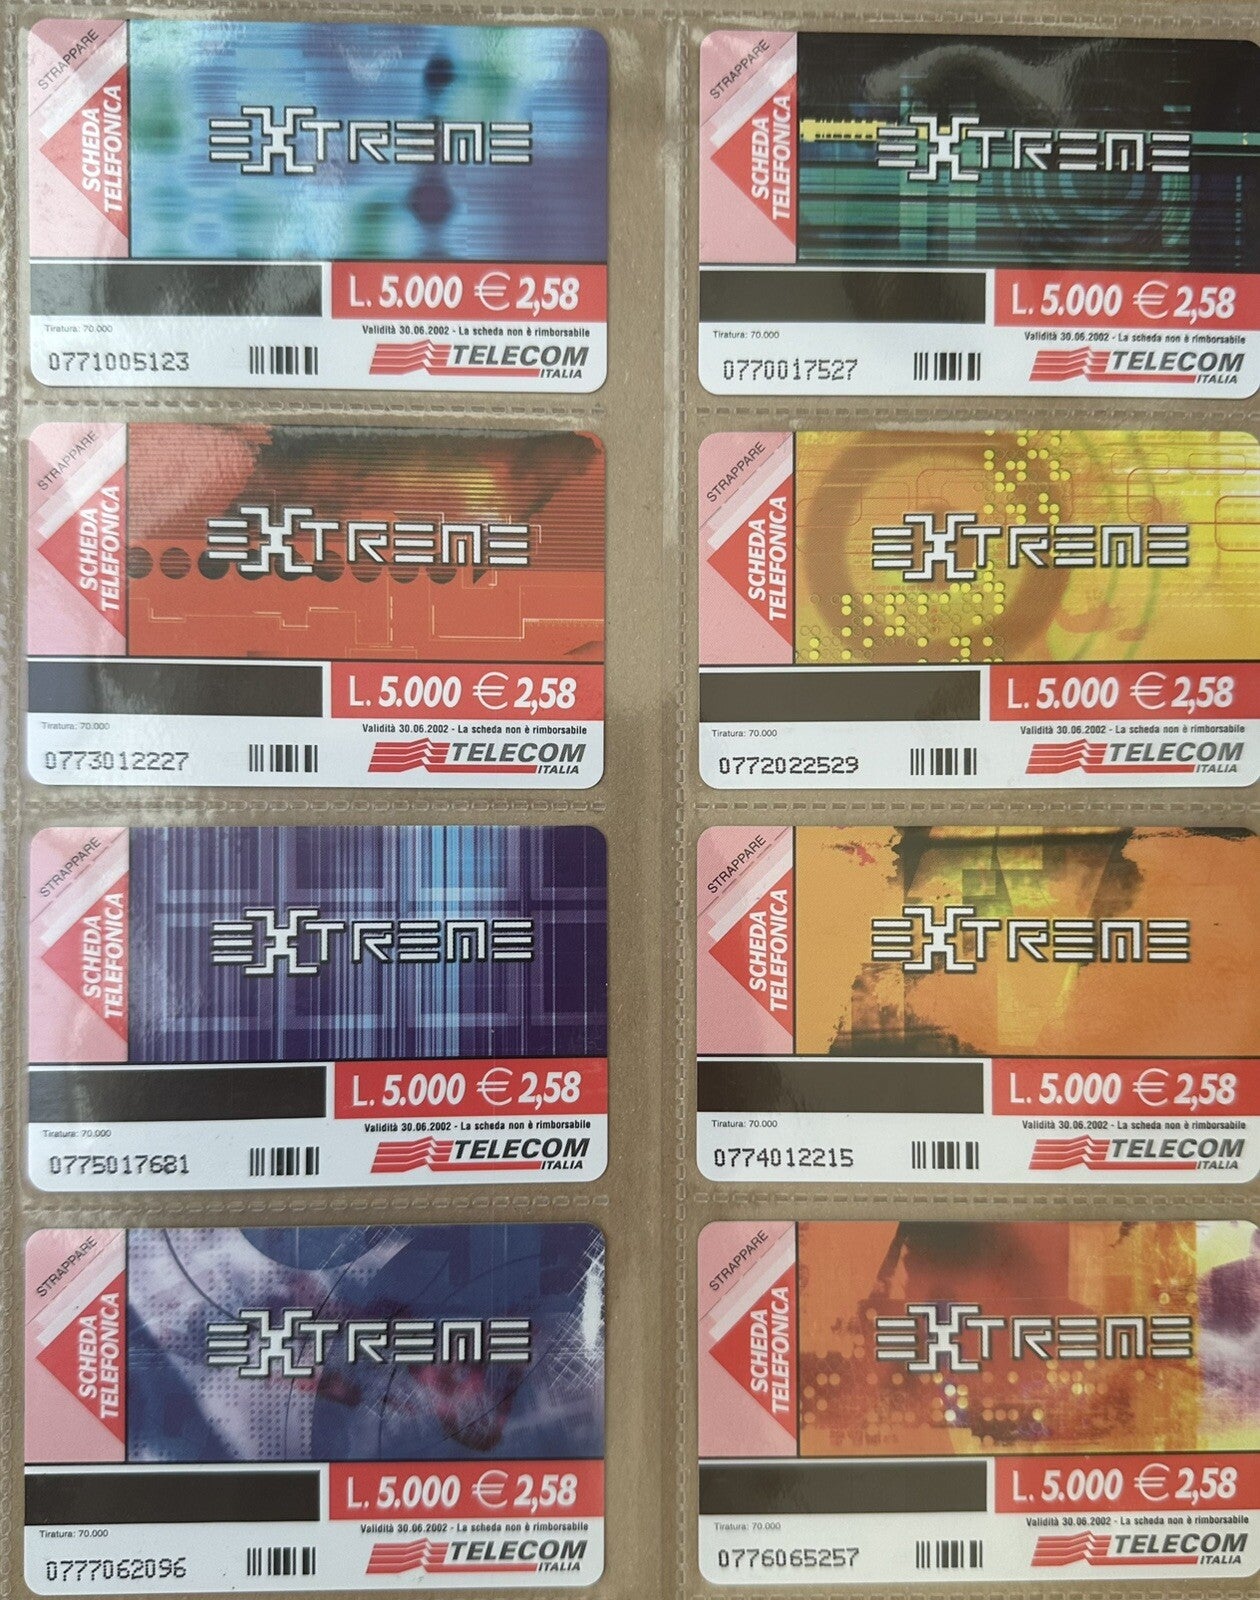 STRAPPARE
SCHEDA
TELEFONICA
EXTREME
L. 5.000 € 2,58
Tiratura: 70.000
Validità 30.06.2002 - La scheda non è rimborsabile
0771005123
TELECOM
ITALIA
STRAPPARE
SCHEDA
TELEFONICA
EXTREME
L. 5.000 € 2,58
Tiratura: 70.000
Validità 30.06.2002 - La scheda non è rimborsabile
0770017527
TELECOM
ITALIA
STRAPPARE
SCHEDA
TELEFONICA
EXTREME
L. 5.000 € 2,58
Tiratura: 70.000
Validità 30.06.2002 - La scheda non è rimborsabile
0773012227
TELECOM
ITALIA
STRAPPARE
SCHEDA
TELEFONICA
EXTREME
L. 5.000 € 2,58
Tiratura: 70.000
Validità 30.06.2002 - La scheda non è rimborsabile
0772022529
TELECOM
ITALIA
STRAPPARE
SCHEDA
TELEFONICA
EXTREME
L. 5.000 € 2,58
Tiratura: 70.000
Validità 30.06.2002 - La scheda non è rimborsabile
0775017681
TELECOM
ITALIA
STRAPPARE
SCHEDA
TELEFONICA
EXTREME
L. 5.000 € 2,58
Tiratura: 70.000
Validità 30.06.2002 - La scheda non è rimborsabile
0774012215
TELECOM
ITALIA
STRAPPARE
SCHEDA
TELEFONICA
EXTREME
L. 5.000 € 2,58
Tiratura: 70.000
Validità 30.06.2002 - La scheda non è rimborsabile
0777062096
TELECOM
ITALIA
STRAPPARE
SCHEDA
TELEFONICA
EXTREME
L. 5.000 € 2,58
Tiratura: 70.000
Validità 30.06.2002 - La scheda non è rimborsabile
0776065257
TELECOM
ITALIA